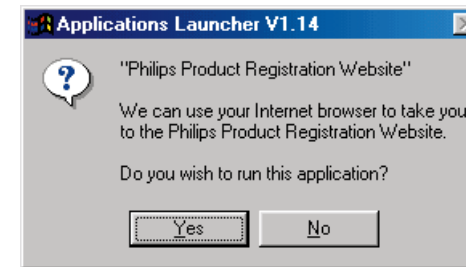 Applications Launcher V1.14
"Philips Product Registration Website"
We can use your Internet browser to take you
to the Philips Product Registration Website.
Do you wish to run this application?
Yes
No